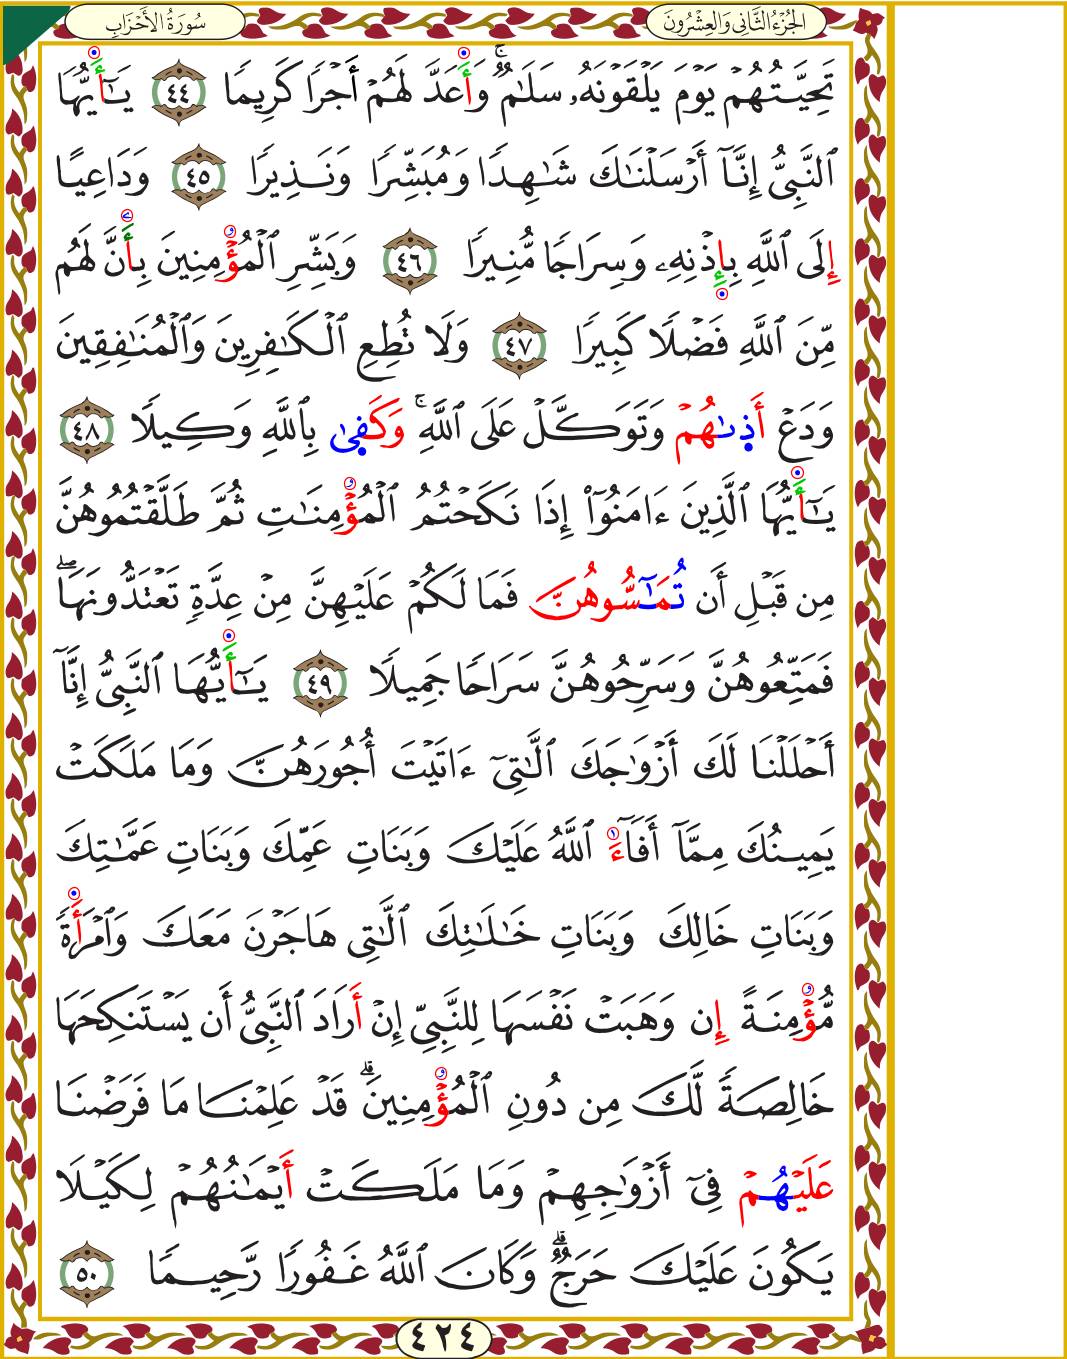 الجُزْءُ الثَّانِي وَالعِشْرُونَ
سُورَةُ الأَحْزَابِ
تَحِيَّتُهُمْ يَوْمَ يَلْقَوْنَهُۥ سَلَٰمٌۚ وَأَعَدَّ لَهُمْ أَجْرًا كَرِيمًا ٤٤ يَٰٓأَيُّهَا
ٱلنَّبِىُّ إِنَّآ أَرْسَلْنَٰكَ شَٰهِدًا وَمُبَشِّرًا وَنَذِيرًا ٤٥ وَدَاعِيًا
إِلَى ٱللَّهِ بِإِذْنِهِۦ وَسِرَاجًا مُّنِيرًا ٤٦ وَبَشِّرِ ٱلْمُؤْمِنِينَ بِأَنَّ لَهُم
مِّنَ ٱللَّهِ فَضْلًا كَبِيرًا ٤٧ وَلَا تُطِعِ ٱلْكَٰفِرِينَ وَٱلْمُنَٰفِقِينَ
وَدَعْ أَذَىٰهُمْ وَتَوَكَّلْ عَلَى ٱللَّهِۚ وَكَفَىٰ بِٱللَّهِ وَكِيلًا ٤٨
يَٰٓأَيُّهَا ٱلَّذِينَ ءَامَنُوٓا۟ إِذَا نَكَحْتُمُ ٱلْمُؤْمِنَٰتِ ثُمَّ طَلَّقْتُمُوهُنَّ
مِن قَبْلِ أَن تُمَآسُّوهُنَّ فَمَا لَكُمْ عَلَيْهِنَّ مِنْ عِدَّةٍ تَعْتَدُّونَهَاۖ
فَمَتِّعُوهُنَّ وَسَرِّحُوهُنَّ سَرَاحًا جَمِيلًا ٤٩ يَٰٓأَيُّهَا ٱلنَّبِىُّ إِنَّآ
أَحْلَلْنَا لَكَ أَزْوَٰجَكَ ٱلَّٰتِىٓ ءَاتَيْتَ أُجُورَهُنَّ وَمَا مَلَكَتْ
يَمِينُكَ مِمَّآ أَفَآءَ ٱللَّهُ عَلَيْكَ وَبَنَاتِ عَمِّكَ وَبَنَاتِ عَمَّٰتِكَ
وَبَنَاتِ خَالِكَ وَبَنَاتِ خَٰلَٰتِكَ ٱلَّٰتِى هَاجَرْنَ مَعَكَ وَٱمْرَأَةً
مُّؤْمِنَةً إِن وَهَبَتْ نَفْسَهَا لِلنَّبِىِّ إِنْ أَرَادَ ٱلنَّبِىُّ أَن يَسْتَنكِحَهَا
خَالِصَةً لَّكَ مِن دُونِ ٱلْمُؤْمِنِينَۗ قَدْ عَلِمْنَا مَا فَرَضْنَا
عَلَيْهُمْ فِىٓ أَزْوَٰجِهِمْ وَمَا مَلَكَتْ أَيْمَٰنُهُمْ لِكَيْلَا
يَكُونَ عَلَيْكَ حَرَجٌۗ وَكَانَ ٱللَّهُ غَفُورًا رَّحِيمًا ٥٠
٤٢٤